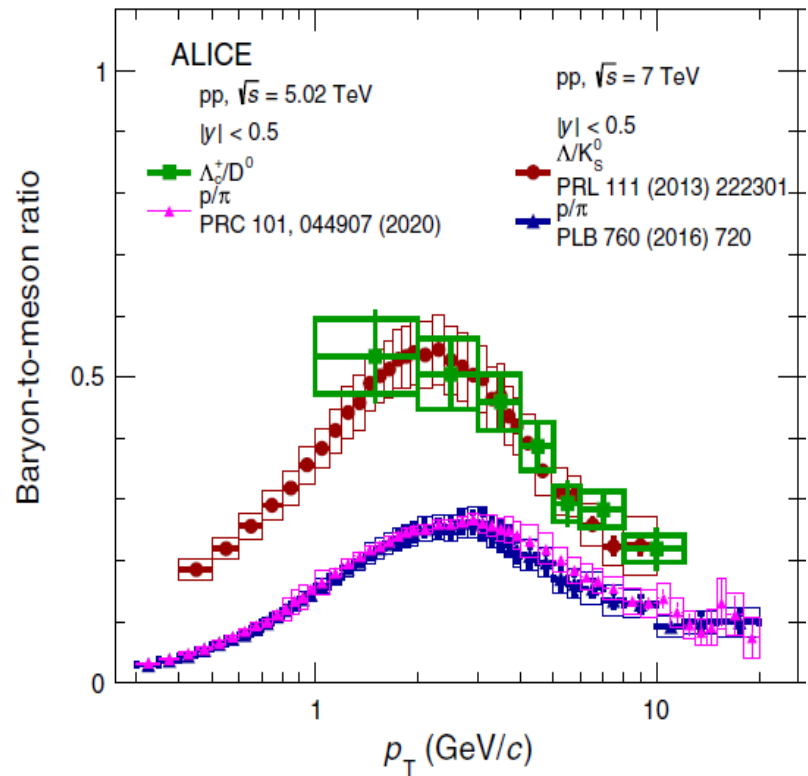 ALICE
pp, √s = 5.02 TeV
|y| < 0.5
Λc+/D0
p/π
PRC 101, 044907 (2020)
pp, √s = 7 TeV
|y| < 0.5
Λ/K0S
PRL 111 (2013) 222301
p/π
PLB 760 (2016) 720
Baryon-to-meson ratio
1
0.5
0
1
10
pT (GeV/c)